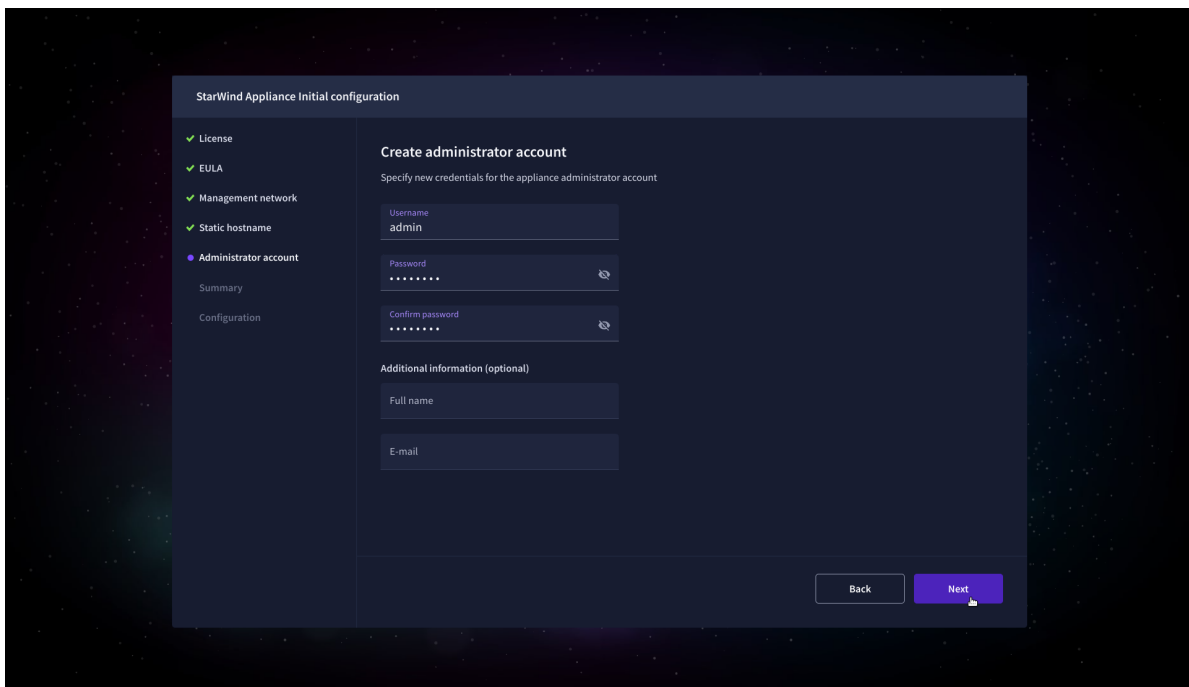 StarWind Appliance Initial configuration
License
EULA
Management network
Static hostname
Administrator account
Summary
Configuration
Create administrator account
Specify new credentials for the appliance administrator account
Username
admin
Password
••••••••
Confirm password
••••••••
Additional information (optional)
Full name
E-mail
Back
Next